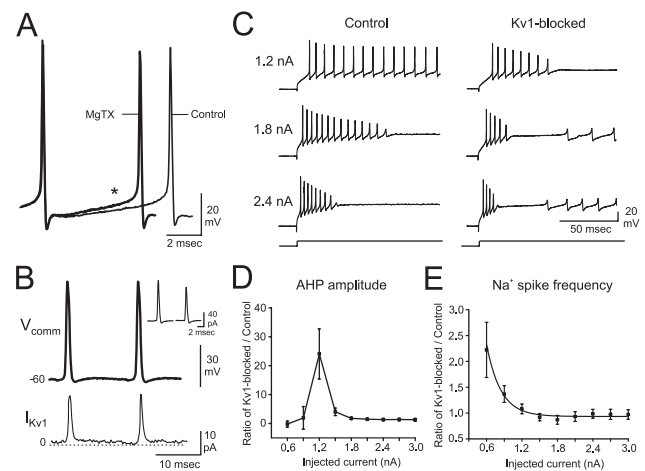 A
MgTX
Control
*
20
mV
2 msec
B
Vcomm
-60
40
pA
2 msec
30
mV
IKv1
0
10
pA
10 msec
C
Control
Kv1-blocked
1.2 nA
1.8 nA
2.4 nA
20
mV
50 msec
D
AHP amplitude
Ratio of Kv1-blocked / Control
40
30
20
10
0
0.6
1.2
1.8
2.4
3.0
Injected current (nA)
E
Na+ spike frequency
Ratio of Kv1-blocked / Control
3.0
2.5
2.0
1.5
1.0
0.5
0.6
1.2
1.8
2.4
3.0
Injected current (nA)